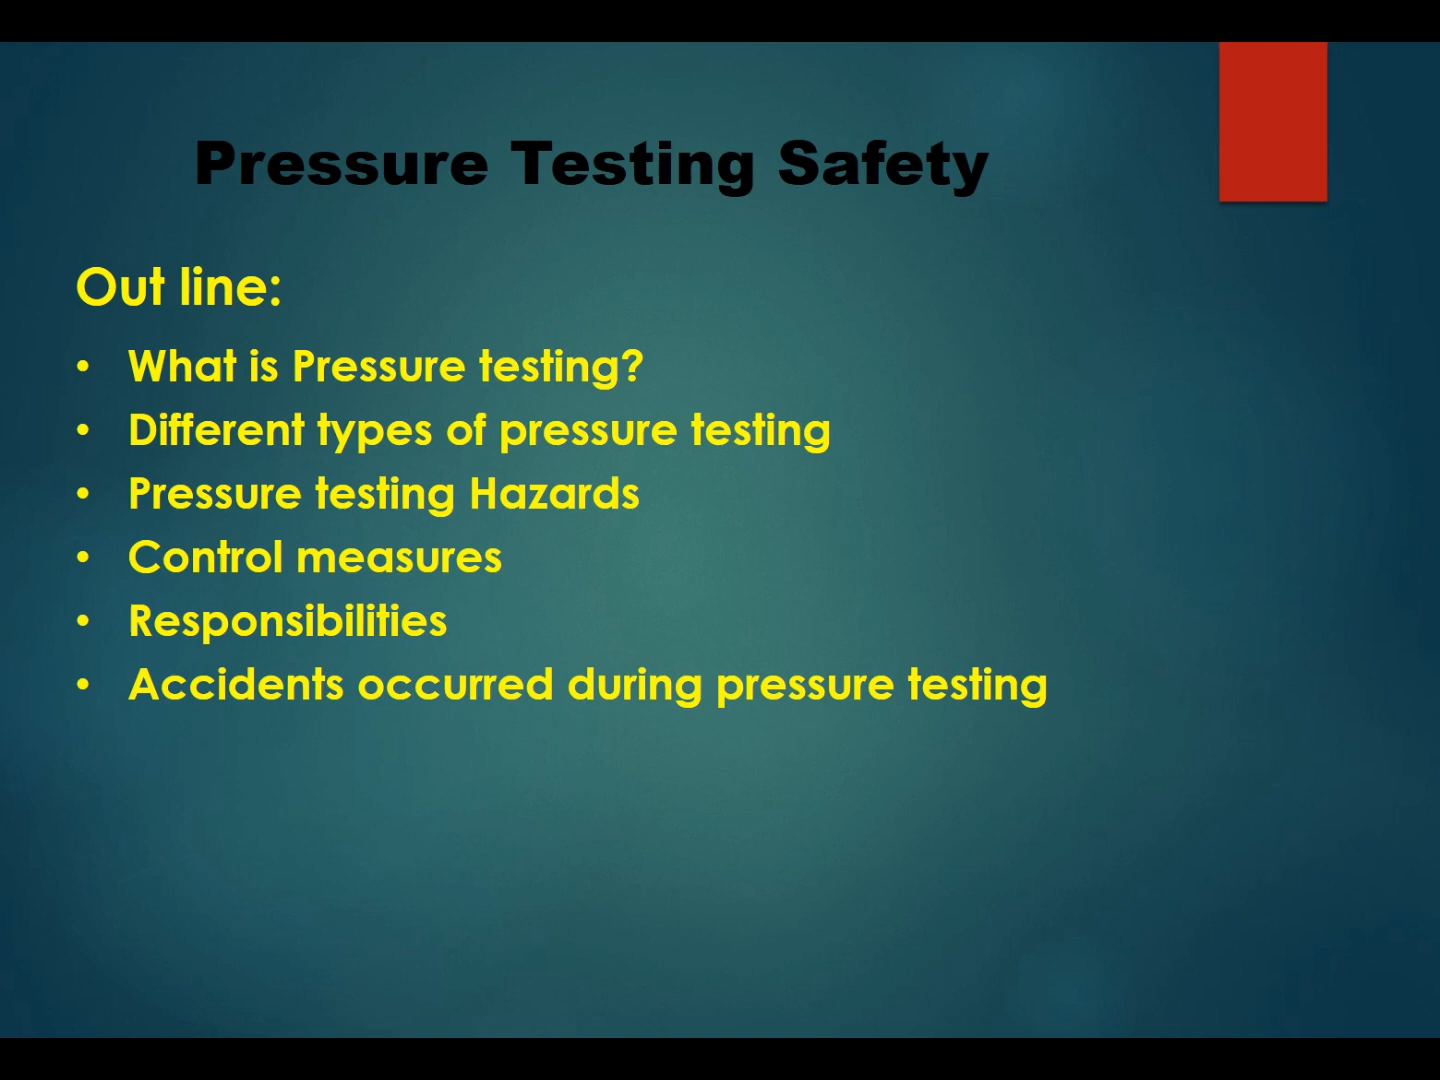 Pressure Testing Safety
Out line:
• What is Pressure testing?
• Different types of pressure testing
• Pressure testing Hazards
• Control measures
• Responsibilities
• Accidents occurred during pressure testing